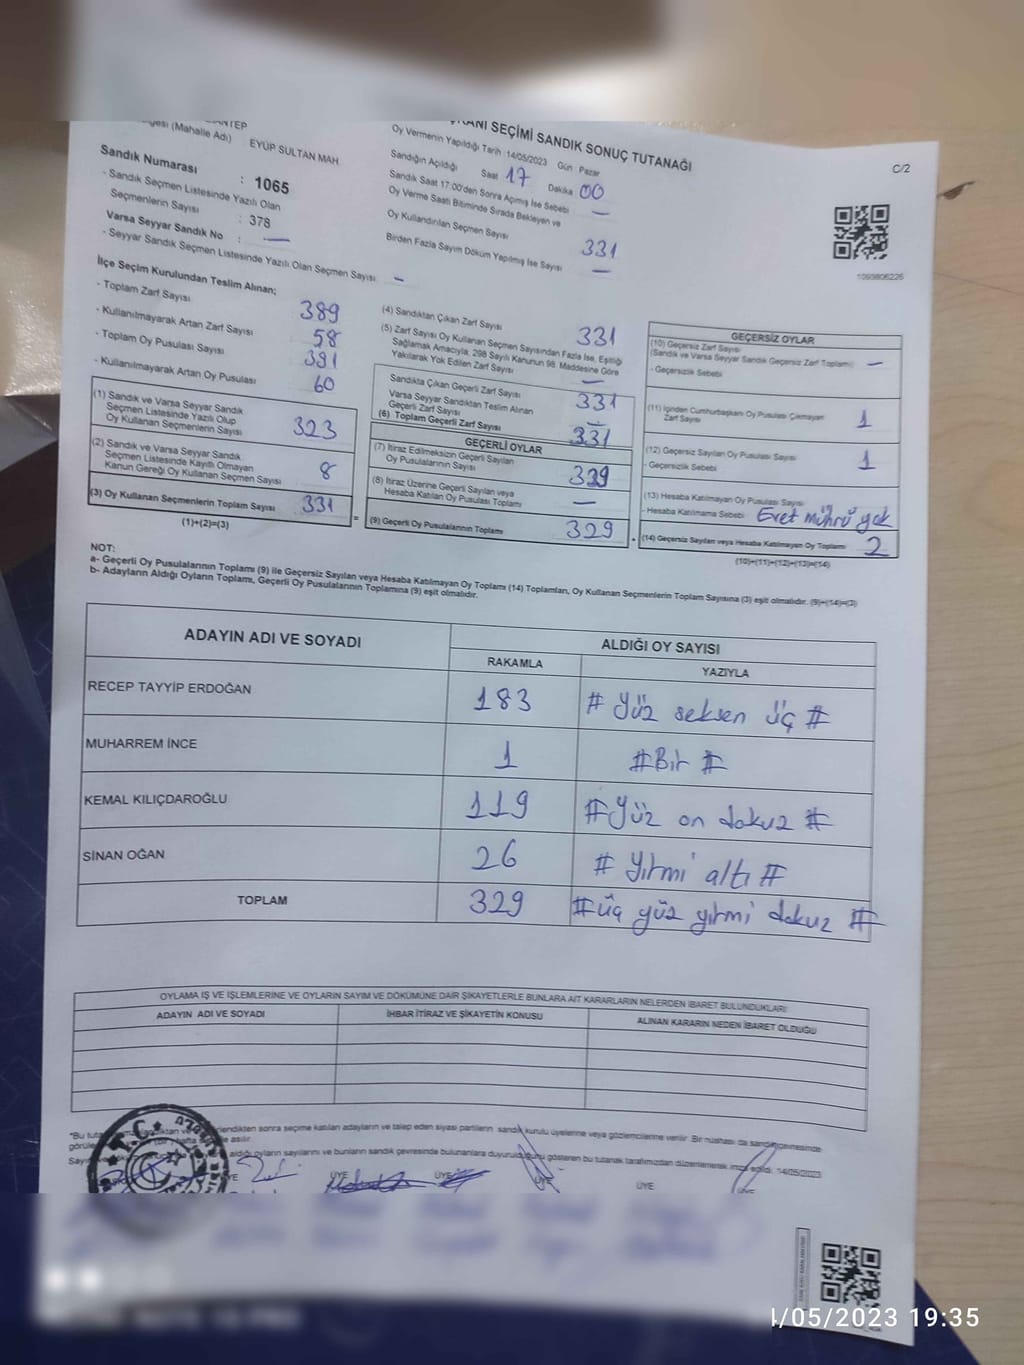 SEÇİMİ SANDIK SONUÇ TUTANAĞI
C/2
(Mahalle Adı) EYÜP SULTAN MAH.
Sandık Numarası : 1065
- Sandık Seçmen Listesinde Yazılı Olan
Seçmenlerin Sayısı : 378
Varsa Seyyar Sandık No : —
- Seyyar Sandık Seçmen Listesinde Yazılı Olan Seçmen Sayısı: -
Oy Vermenin Yapıldığı Tarih :14/05/2023 Gün : Pazar
Sandığın Açıldığı Saat 17 Dakika 00
Sandık Saat 17:00'den Sonra Açılmış İse Sebebi —
Oy Verme Saati Bitiminde Sırada Bekleyen ve
Oy Kullandırılan Seçmen Sayısı 331
Birden Fazla Sayım Döküm Yapılmış İse Sayısı —
1099806226
İlçe Seçim Kurulundan Teslim Alınan;
- Toplam Zarf Sayısı 389
- Kullanılmayarak Artan Zarf Sayısı 58
- Toplam Oy Pusulası Sayısı 391
- Kullanılmayarak Artan Oy Pusulası 60
(1) Sandık ve Varsa Seyyar Sandık
Seçmen Listesinde Yazılı Olup
Oy Kullanan Seçmenlerin Sayısı 323
(2) Sandık ve Varsa Seyyar Sandık
Seçmen Listesinde Kayıtlı Olmayan
Kanun Gereği Oy Kullanan Seçmen Sayısı 8
(3) Oy Kullanan Seçmenlerin Toplam Sayısı 331
(1)+(2)=(3)
(4) Sandıktan Çıkan Zarf Sayısı 331
(5) Zarf Sayısı Oy Kullanan Seçmen Sayısından Fazla İse, Eşitliği
Sağlamak Amacıyla, 298 Sayılı Kanunun 98. Maddesine Göre
Yakılarak Yok Edilen Zarf Sayısı —
Sandıkta Çıkan Geçerli Zarf Sayısı 331
Varsa Seyyar Sandıktan Teslim Alınan
Geçerli Zarf Sayısı —
(6) Toplam Geçerli Zarf Sayısı 331
GEÇERLİ OYLAR
(7) İtiraz Edilmeksizin Geçerli Sayılan
Oy Pusulalarının Sayısı 329
(8) İtiraz Üzerine Geçerli Sayılan veya
Hesaba Katılan Oy Pusulası Toplamı —
(9) Geçerli Oy Pusulalarının Toplamı 329
GEÇERSİZ OYLAR
(10) Geçersiz Zarf Sayısı
(Sandık ve Varsa Seyyar Sandık Geçersiz Zarf Toplamı) —
- Geçersizlik Sebebi
(11) İçinden Cumhurbaşkanı Oy Pusulası Çıkmayan
Zarf Sayısı 1
(12) Geçersiz Sayılan Oy Pusulası Sayısı 1
- Geçersizlik Sebebi
(13) Hesaba Katılmayan Oy Pusulası Sayısı
- Hesaba Katılmama Sebebi Evet mührü yok
(14) Geçersiz Sayılan veya Hesaba Katılmayan Oy Toplamı 2
(10)+(11)+(12)+(13)=(14)
NOT:
a- Geçerli Oy Pusulalarının Toplamı (9) ile Geçersiz Sayılan veya Hesaba Katılmayan Oy Toplamı (14) Toplamları, Oy Kullanan Seçmenlerin Toplam Sayısına (3) eşit olmalıdır. (9)+(14)=(3)
b- Adayların Aldığı Oyların Toplamı, Geçerli Oy Pusulalarının Toplamına (9) eşit olmalıdır.
ADAYIN ADI VE SOYADI ALDIĞI OY SAYISI
RAKAMLA YAZIYLA
RECEP TAYYİP ERDOĞAN 183 # Yüz seksen üç #
MUHARREM İNCE 1 #Bir #
KEMAL KILIÇDAROĞLU 119 #Yüz on dokuz #
SİNAN OĞAN 26 # Yirmi altı #
TOPLAM 329 #üç yüz yirmi dokuz #
OYLAMA İŞ VE İŞLEMLERİNE VE OYLARIN SAYIM VE DÖKÜMÜNE DAİR ŞİKAYETLERLE BUNLARA AİT KARARLARIN NELERDEN İBARET BULUNDUKLARI
ADAYIN ADI VE SOYADI İHBAR İTİRAZ VE ŞİKAYETİN KONUSU ALINAN KARARIN NEDEN İBARET OLDUĞU
sonra seçime katılan adayların ve talep eden siyasi partilerin sandık kurulu üyelerine veya gözlemcilerine verilir. Bir nüshası da sandık çevresinde
hafta asılır.
aldığı oyların sayılarını ve bunların sandık çevresinde bulunanlara duyurulduğunu gösteren bu tutanak tarafımızdan düzenlenerek imza edildi. 14/05/2023
ÜYE ÜYE ÜYE ÜYE ÜYE
T.C.
/05/2023 19:35